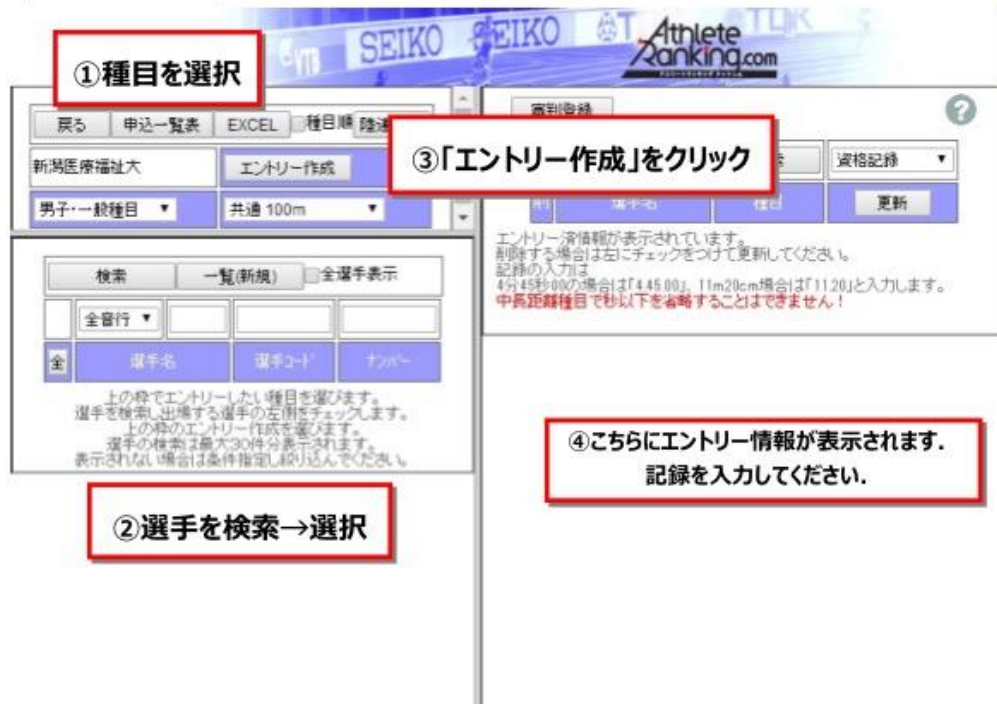 SEIKO
SEIKO
Athlete
Ranking.com
①種目を選択
戻る 申込一覧表 EXCEL 種目順 陸連
新潟医療福祉大 エントリー作成
男子・一般種目 共通 100m
審判登録
③「エントリー作成」をクリック
資格記録
削 選手名 種目 更新
エントリー済情報が表示されています。
削除する場合は左にチェックをつけて更新してください。
記録の入力は
4分45秒00の場合は「4.45.00」、11m20cm場合は「11.20」と入力します。
中長距離種目で秒以下を省略することはできません！
検索 一覧(新規) 全選手表示
全音行
全 選手名 選手コード ナンバー
上の枠でエントリーしたい種目を選びます。
選手を検索し出場する選手の左側をチェックします。
上の枠のエントリー作成を選びます。
選手の検索は最大30件分表示されます。
表示されない場合は条件指定し絞り込んでください。
②選手を検索→選択
④こちらにエントリー情報が表示されます.
記録を入力してください.